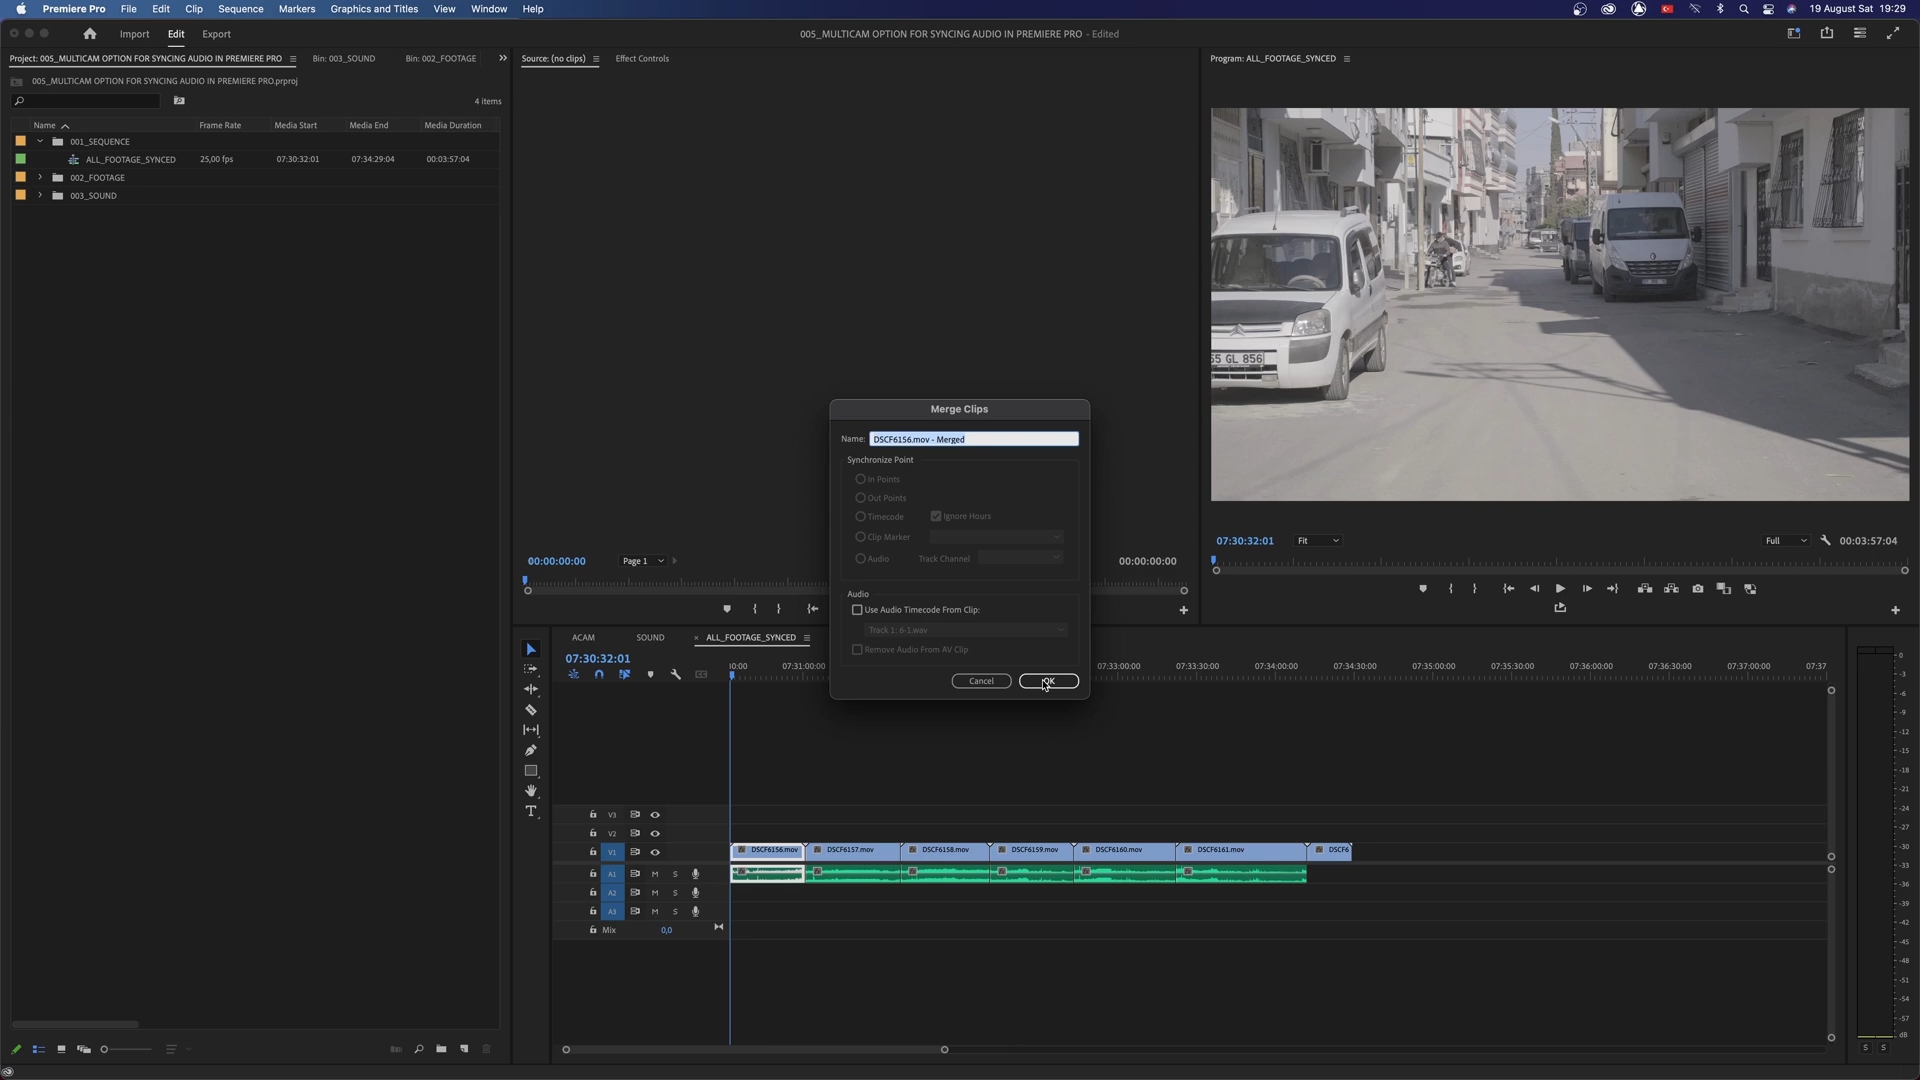 Premiere Pro File Edit Clip Sequence Markers Graphics and Titles View Window Help 19 August Sat 19:29
Import Edit Export 005_MULTICAM OPTION FOR SYNCING AUDIO IN PREMIERE PRO - Edited
Project: 005_MULTICAM OPTION FOR SYNCING AUDIO IN PREMIERE PRO Bin: 003_SOUND Bin: 002_FOOTAGE
005_MULTICAM OPTION FOR SYNCING AUDIO IN PREMIERE PRO.prproj
4 items
Name Frame Rate Media Start Media End Media Duration
001_SEQUENCE
ALL_FOOTAGE_SYNCED 25,00 fps 07:30:32:01 07:34:29:04 00:03:57:04
002_FOOTAGE
003_SOUND
Source: (no clips) Effect Controls
00:00:00:00 Page 1 00:00:00:00
Program: ALL_FOOTAGE_SYNCED
55 GL 856
07:30:32:01 Fit Full 00:03:57:04
Merge Clips
Name: DSCF6156.mov - Merged
Synchronize Point
In Points
Out Points
Timecode Ignore Hours
Clip Marker
Audio Track Channel
Audio
Use Audio Timecode From Clip:
Track 1: 6-1.wav
Remove Audio From AV Clip
Cancel OK
ACAM SOUND × ALL_FOOTAGE_SYNCED
07:30:32:01
:0:00 07:31:00:00 07:33:00:00 07:33:30:00 07:34:00:00 07:34:30:00 07:35:00:00 07:35:30:00 07:36:00:00 07:36:30:00 07:37:00:00 07:37
V3
V2
V1 DSCF6156.mov DSCF6157.mov DSCF6158.mov DSCF6159.mov DSCF6160.mov DSCF6161.mov DSCF6
A1 M S
A2 M S
A3 M S
Mix 0,0
0
-3
-6
-9
-12
-15
-18
-21
-24
-27
-30
-33
-36
-39
-42
-45
-48
-51
-54
-57
dB
S S